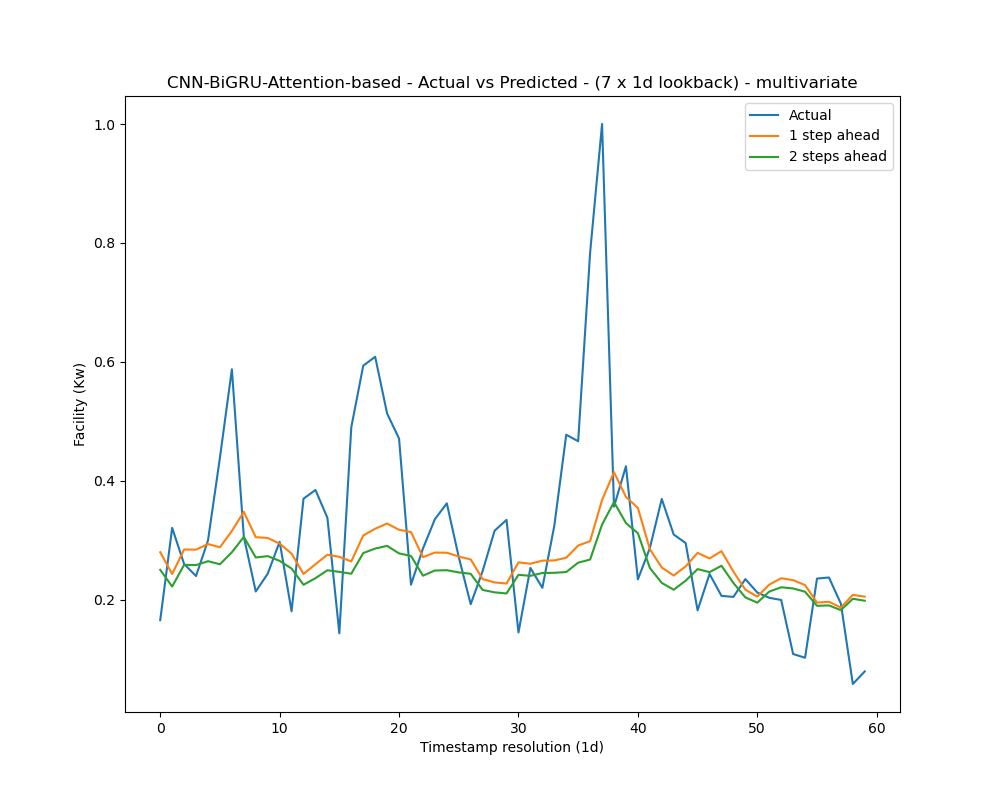 CNN-BiGRU-Attention-based - Actual vs Predicted - (7 x 1d lookback) - multivariate
Actual
1 step ahead
2 steps ahead
1.0
0.8
0.6
0.4
0.2
Facility (Kw)
0 10 20 30 40 50 60
Timestamp resolution (1d)